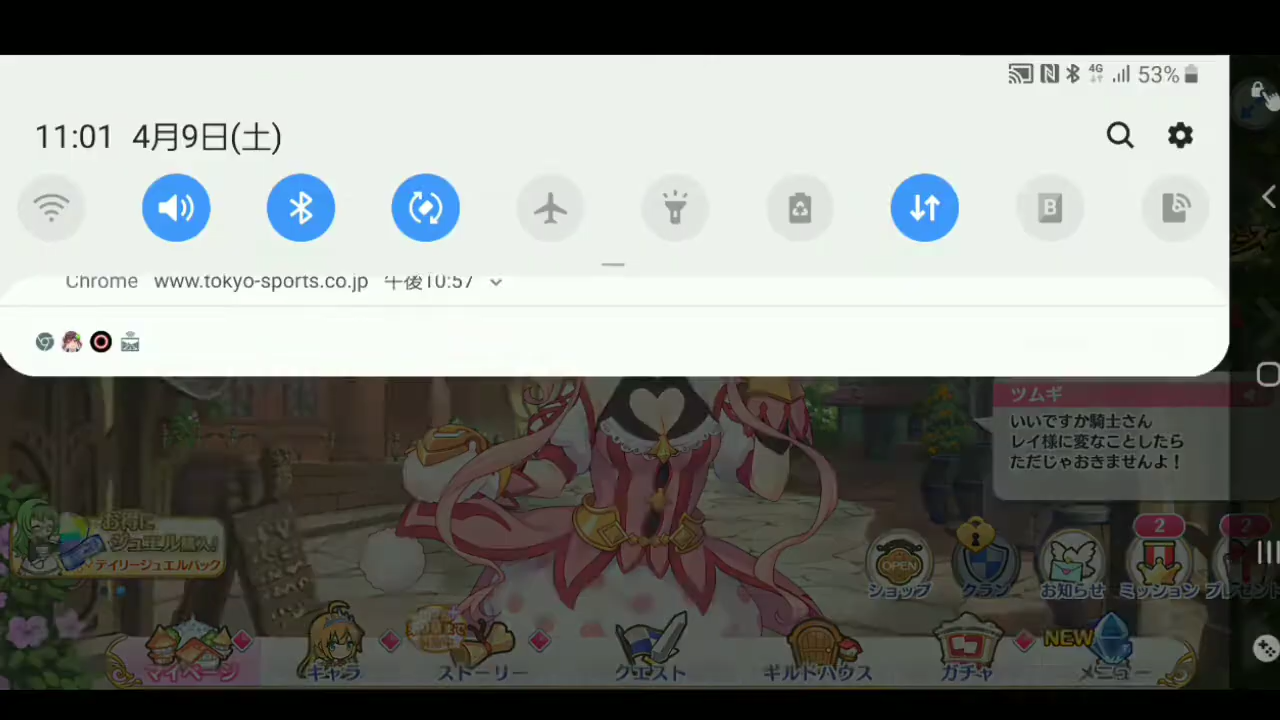 4G 53%
11:01 4月9日(土)
B
Chrome www.tokyo-sports.co.jp 午後10:57
ツムギ
いいですか騎士さん
レイ様に変なことしたら
ただじゃおきませんよ！
お得に
ジュエル購入!
デイリージュエルパック
2
2
OPEN
ショップ
クラン
お知らせ
ミッション
プレゼント
NEW
マイページ
キャラ
ストーリー
クエスト
ギルドハウス
ガチャ
メニュー